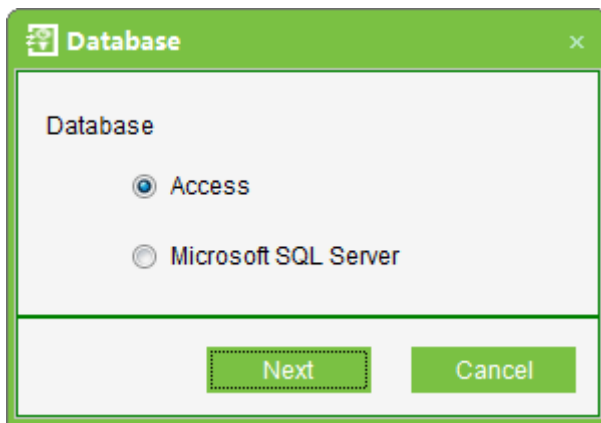 Database
Database
Access
Microsoft SQL Server
Next Cancel